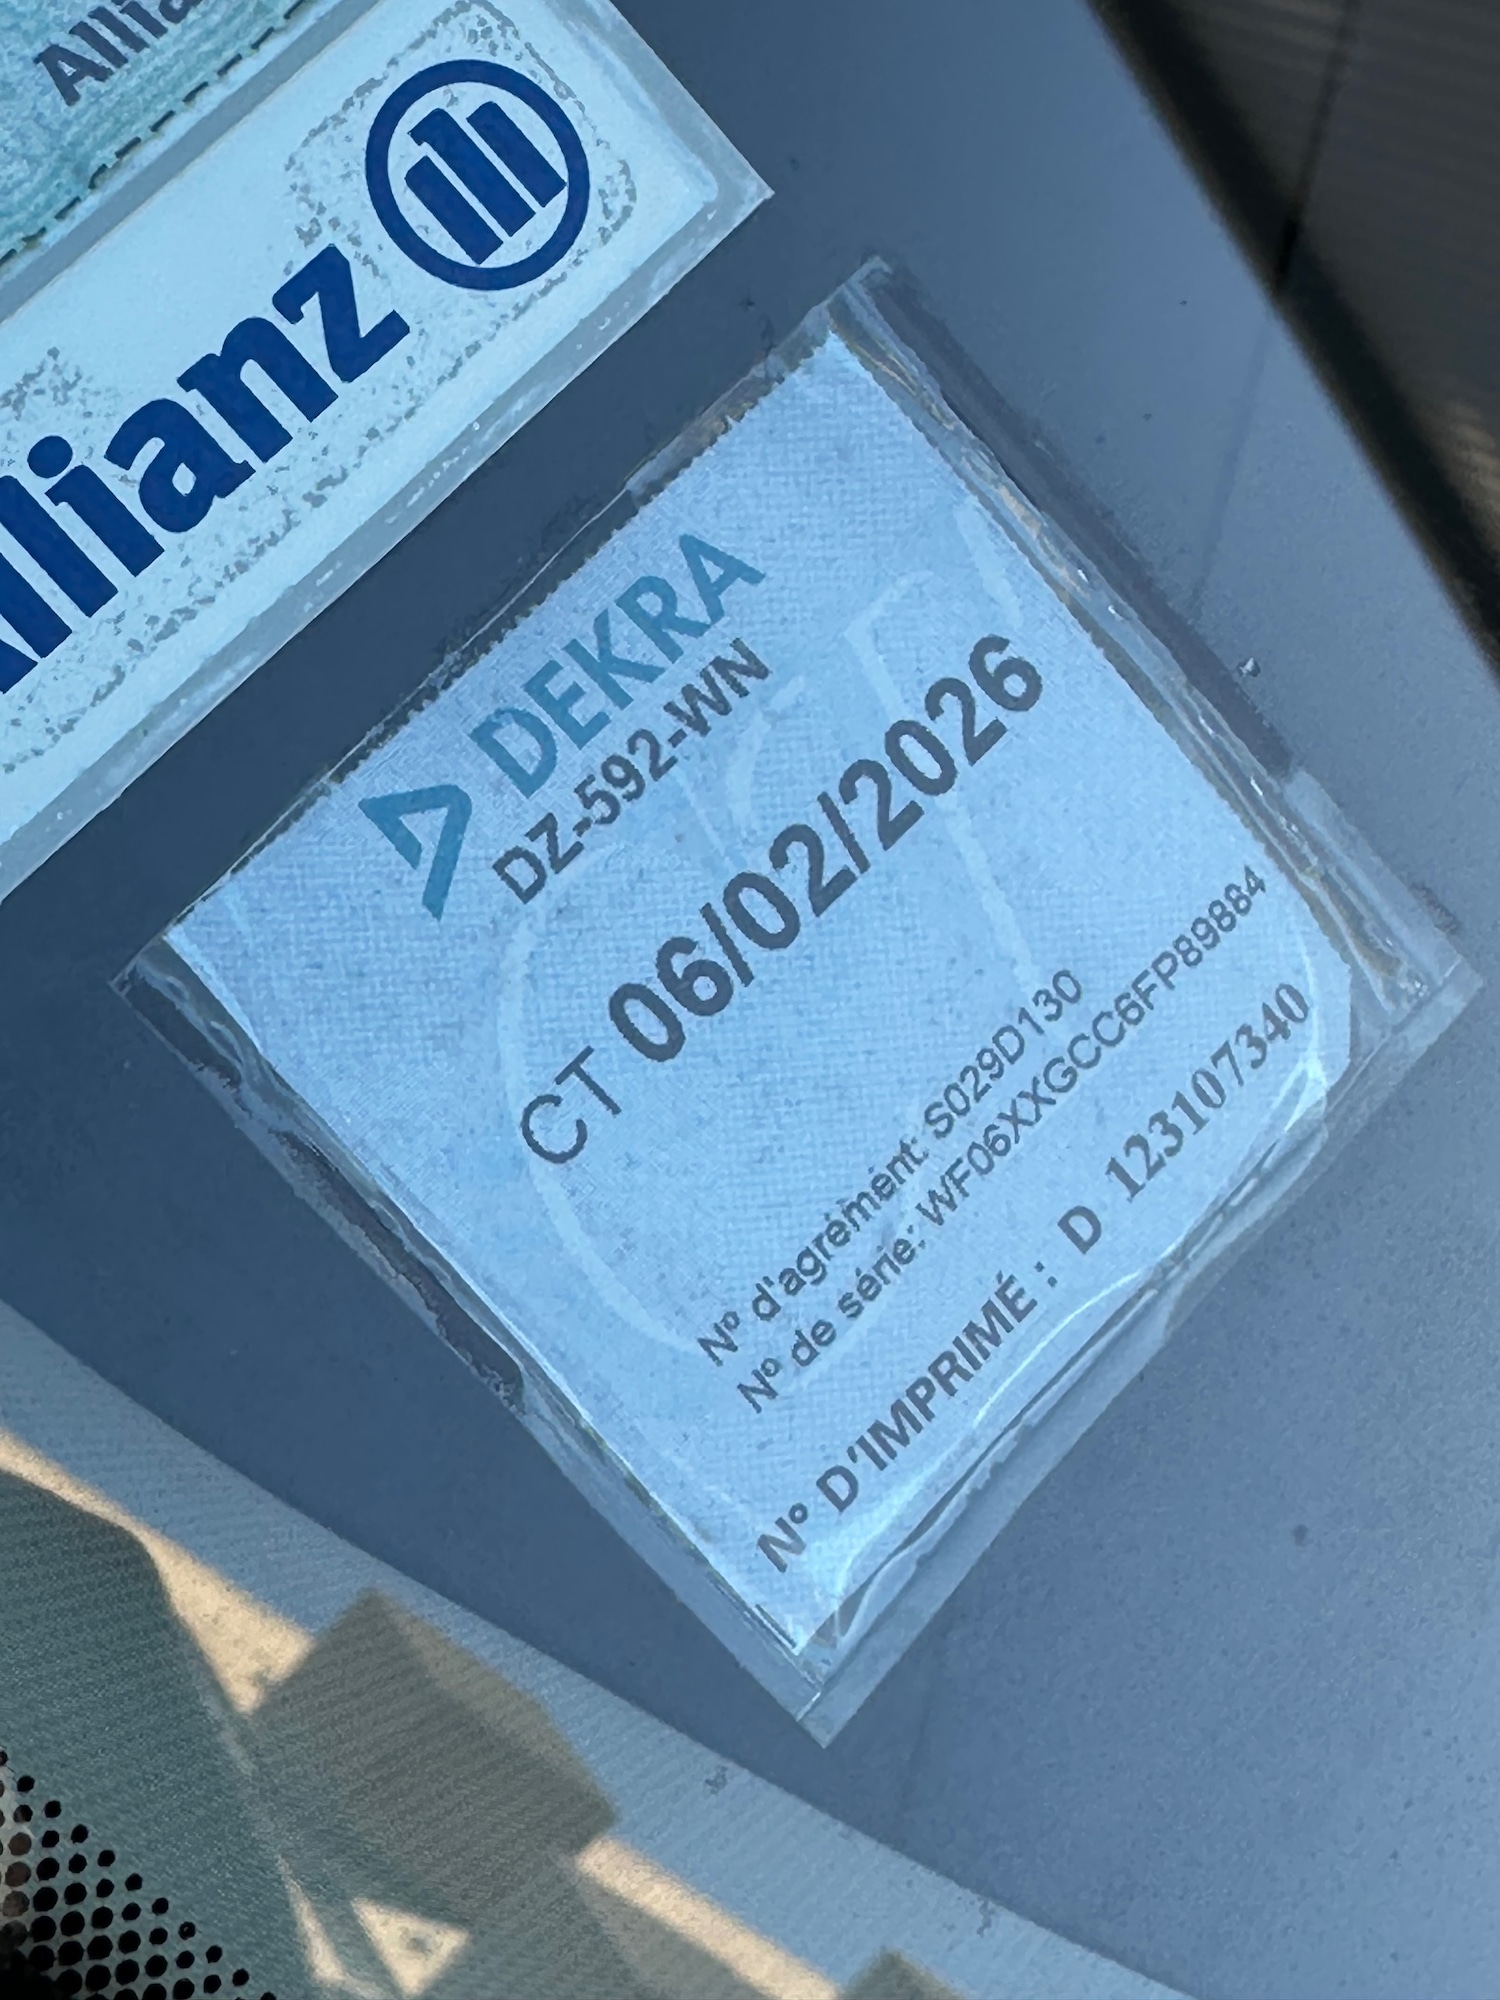 Allianz
DEKRA
DZ-592-WN
CT 06/02/2026
N° d'agrément: S029D130
N° de série: WF06XXGCC6FP89884
N° D'IMPRIMÉ : D 123107340